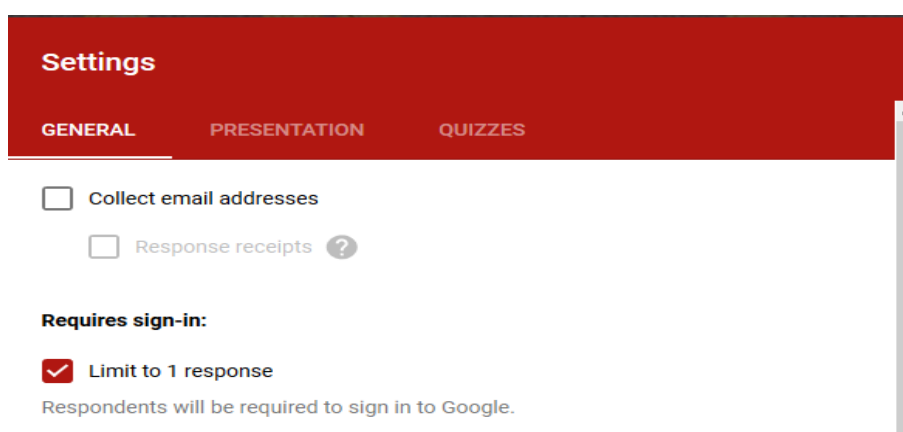 Settings
GENERAL PRESENTATION QUIZZES
Collect email addresses
Response receipts ?
Requires sign-in:
Limit to 1 response
Respondents will be required to sign in to Google.